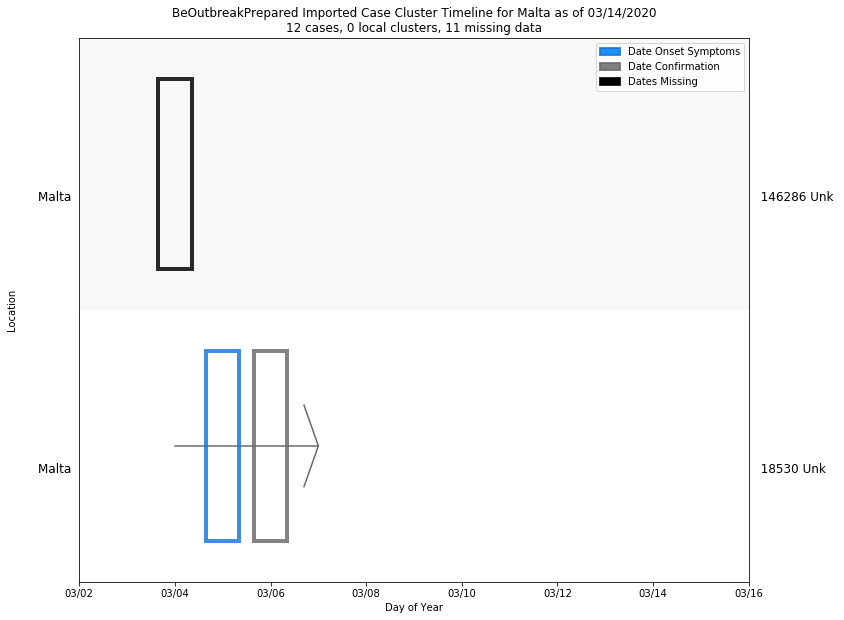 BeOutbreakPrepared Imported Case Cluster Timeline for Malta as of 03/14/2020
12 cases, 0 local clusters, 11 missing data
Date Onset Symptoms
Date Confirmation
Dates Missing
Malta
146286 Unk
Location
Malta
18530 Unk
03/02 03/04 03/06 03/08 03/10 03/12 03/14 03/16
Day of Year